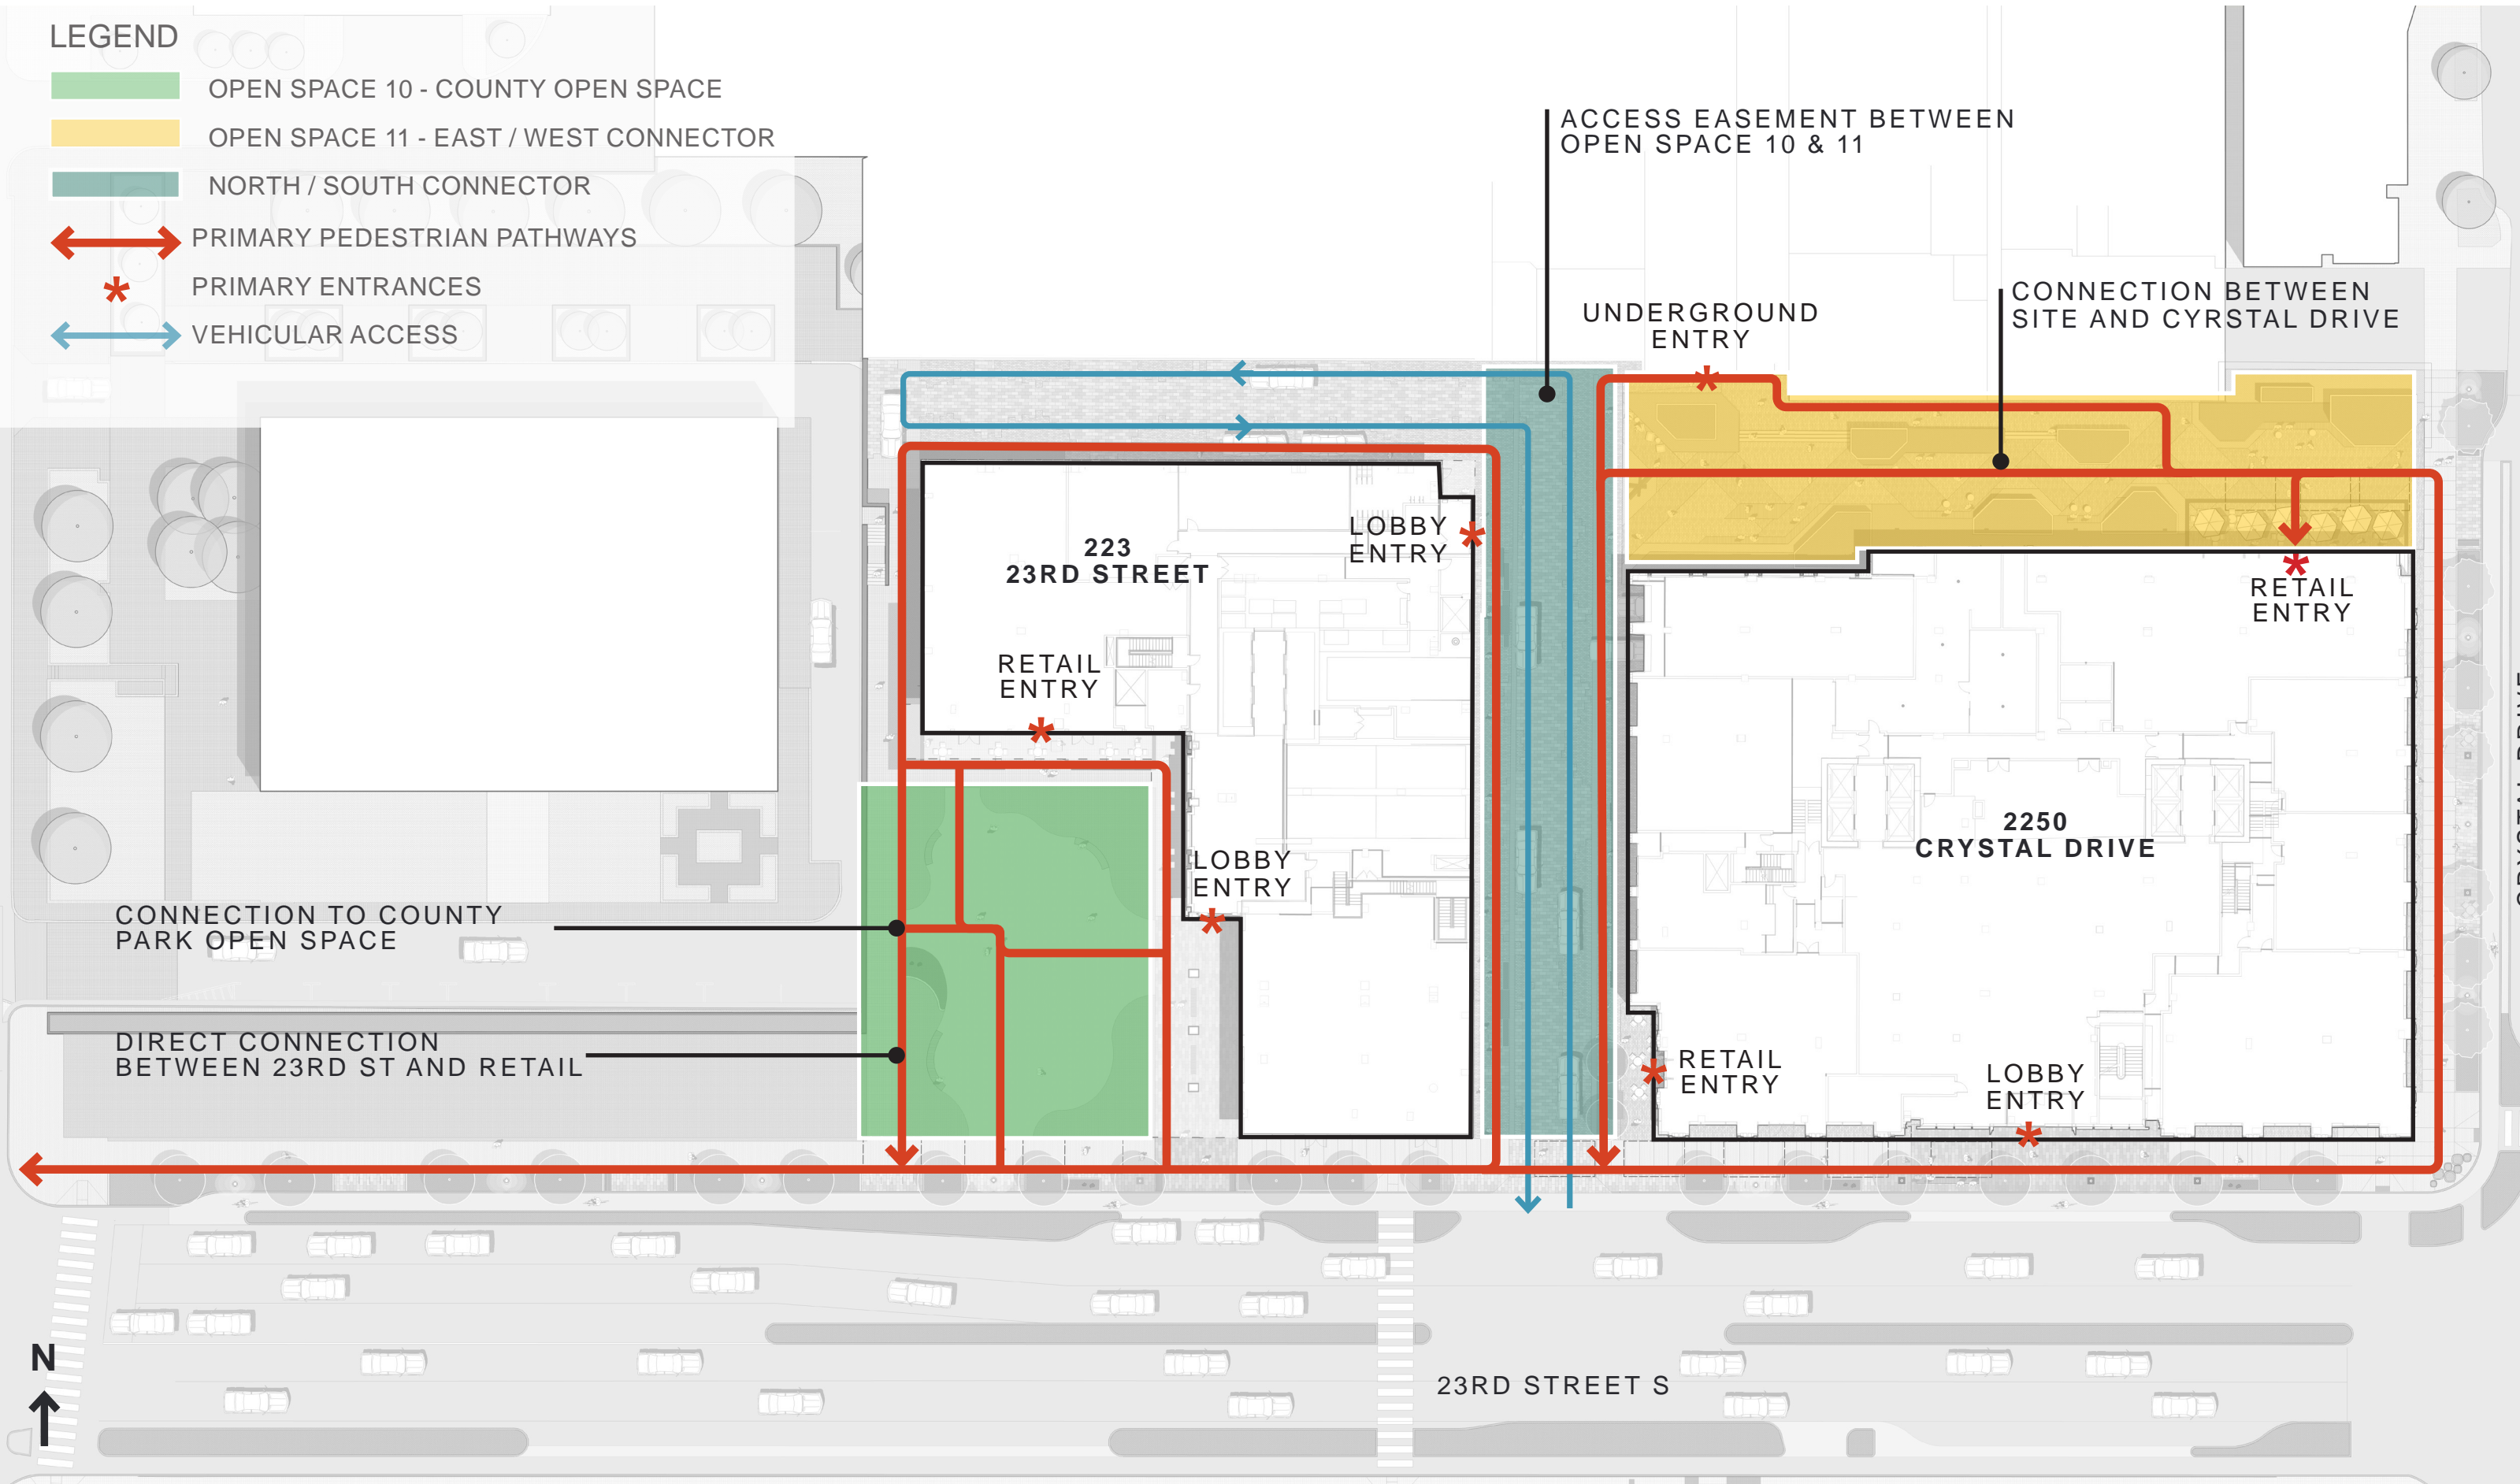 LEGEND
OPEN SPACE 10 - COUNTY OPEN SPACE
OPEN SPACE 11 - EAST / WEST CONNECTOR
NORTH / SOUTH CONNECTOR
PRIMARY PEDESTRIAN PATHWAYS
PRIMARY ENTRANCES
VEHICULAR ACCESS
ACCESS EASEMENT BETWEEN
OPEN SPACE 10 & 11
UNDERGROUND
ENTRY
CONNECTION BETWEEN
SITE AND CYRSTAL DRIVE
LOBBY
ENTRY
223
23RD STREET
RETAIL
ENTRY
RETAIL
ENTRY
2250
CRYSTAL DRIVE
LOBBY
ENTRY
CONNECTION TO COUNTY
PARK OPEN SPACE
DIRECT CONNECTION
BETWEEN 23RD ST AND RETAIL
RETAIL
ENTRY
LOBBY
ENTRY
CRYSTAL DRIVE
N
23RD STREET S